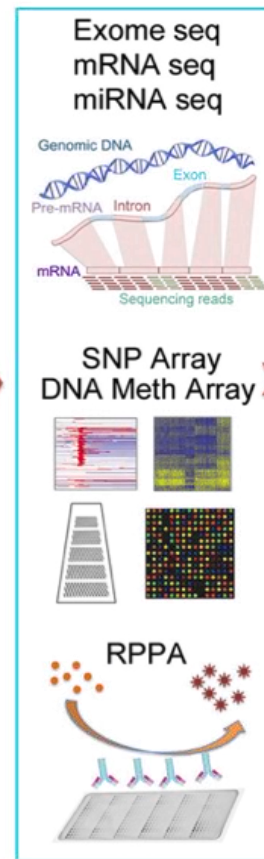 Exome seq
mRNA seq
miRNA seq
Genomic DNA
Exon
Pre-mRNA
Intron
mRNA
Sequencing reads
SNP Array
DNA Meth Array
RPPA